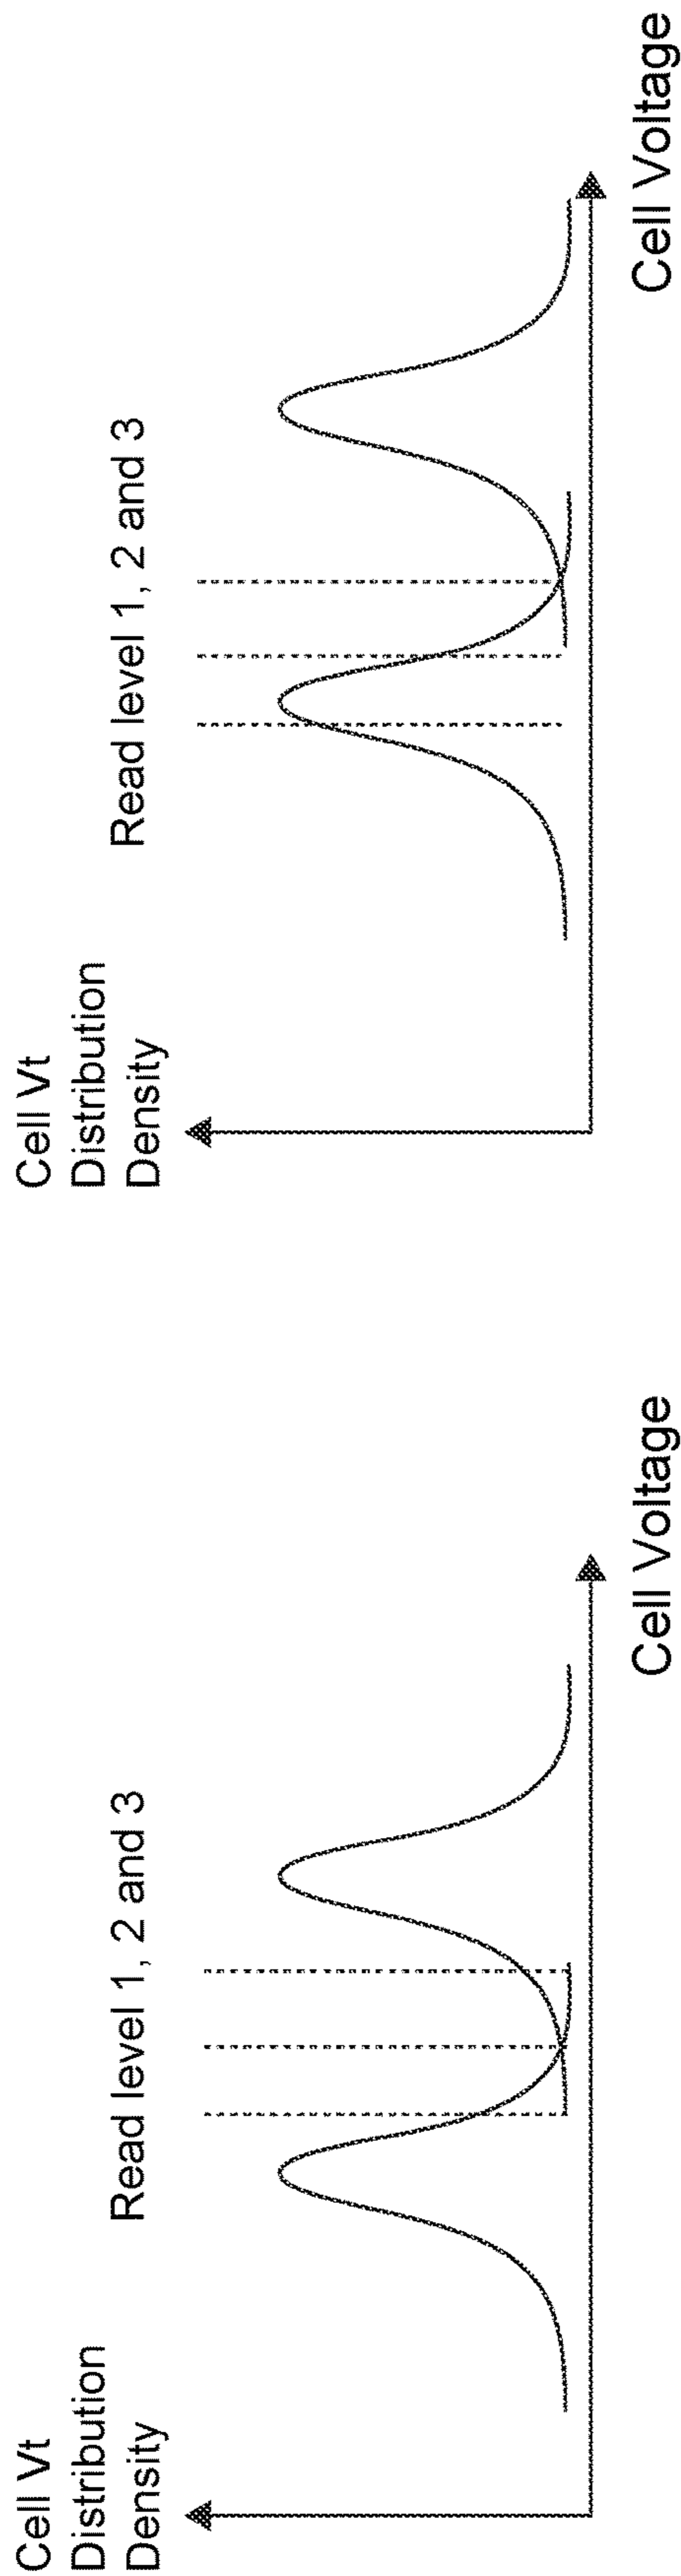 Cell Vt
Distribution
Density
Read level 1, 2 and 3
Cell Voltage
Cell Vt
Distribution
Density
Read level 1, 2 and 3
Cell Voltage